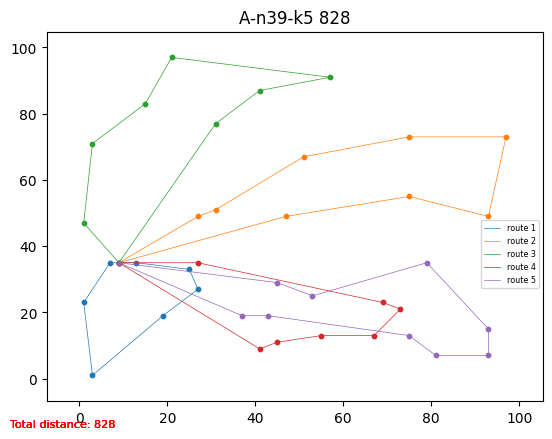 A-n39-k5 828
100
80
60
40
20
0
route 1
route 2
route 3
route 4
route 5
0 20 40 60 80 100
Total distance: 828